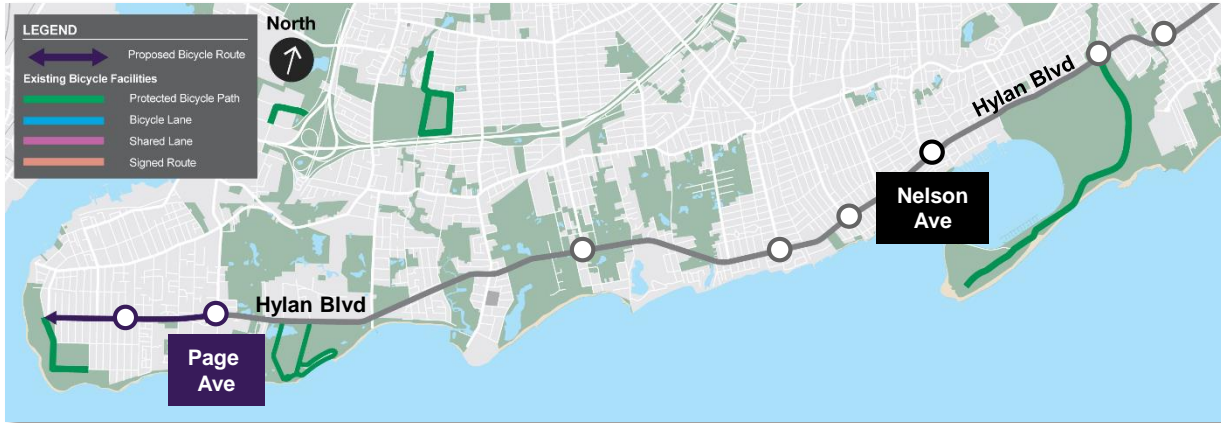 LEGEND
Proposed Bicycle Route
Existing Bicycle Facilities
Protected Bicycle Path
Bicycle Lane
Shared Lane
Signed Route
North
Hylan Blvd
Nelson
Ave
Hylan Blvd
Page
Ave